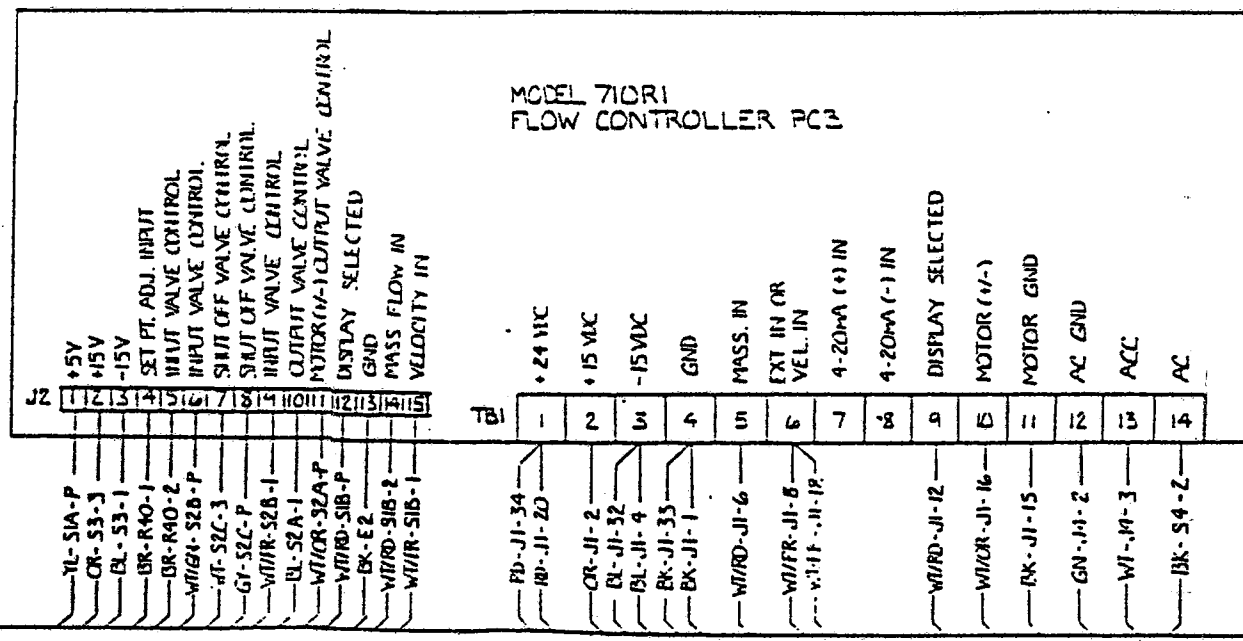 MODEL 710R1
FLOW CONTROLLER PCB
J2
1 +5V
2 +15V
3 -15V
4 SET PT. ADJ. INPUT
5 INPUT VALVE CONTROL
6 INPUT VALVE CONTROL.
7 SHUT OFF VALVE CONTROL
8 SHUT OFF VALVE CONTROL.
9 INPUT VALVE CONTROL
10 OUTPUT VALVE CONTROL
11 MOTOR (+/-) OUTPUT VALVE CONTROL
12 DISPLAY SELECTED
13 GND
14 MASS FLOW IN
15 VELOCITY IN
YL-S1A-P
OR-S3-3
BL-S3-1
BR-R40-1
BR-R40-2
WT/GN-S2B-P
WT-S2C-3
GY-S2C-P
S2B-1
BL-S2A-1
WT/OR-S2A-P
WT/RD-S1B-P
BK-E2
WT/RD-S1B-2
S1B-1
TB1
1 +24 VDC
2 +15 VDC
3 -15 VDC
4 GND
5 MASS. IN
6 EXT IN OR
VEL. IN
7 4-20mA (+) IN
8 4-20mA (-) IN
9 DISPLAY SELECTED
10 MOTOR (+/-)
11 MOTOR GND
12 AC GND
13 ACC
14 AC
RD-J1-34
RD-J1-20
OR-J1-2
BL-J1-32
BL-J1-4
BK-J1-33
BK-J1-1
WT/RD-J1-6
J1-8
WT/RD-J1-12
WT/OR-J1-16
BK-J1-15
GN-J4-2
WT-J4-3
BK-S4-2